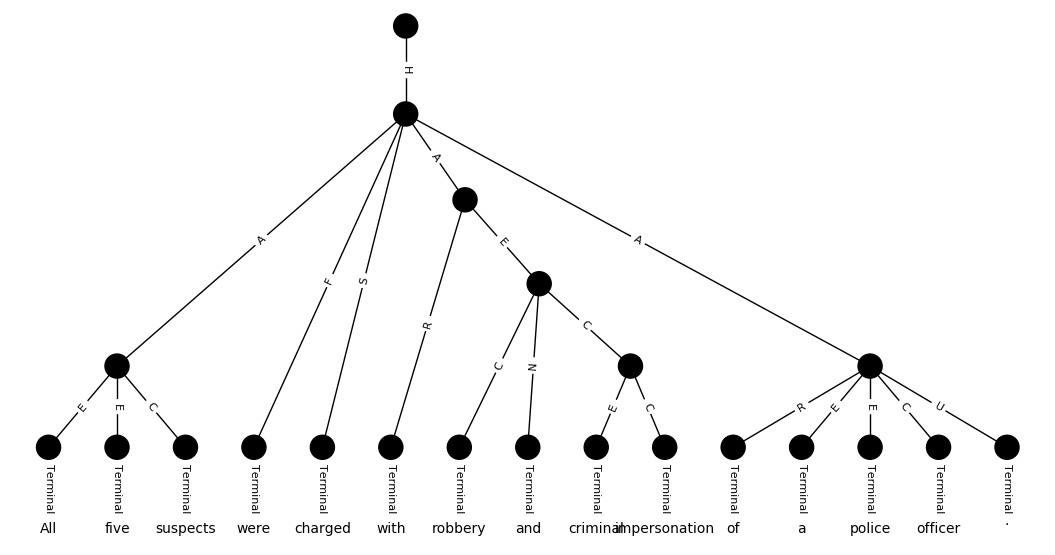 H
A
A
E
A
F
S
R
C
N
C
E
E
C
E
C
R
E
E
C
U
Terminal Terminal Terminal Terminal Terminal Terminal Terminal Terminal Terminal Terminal Terminal Terminal Terminal Terminal Terminal
All five suspects were charged with robbery and criminal impersonation of a police officer .